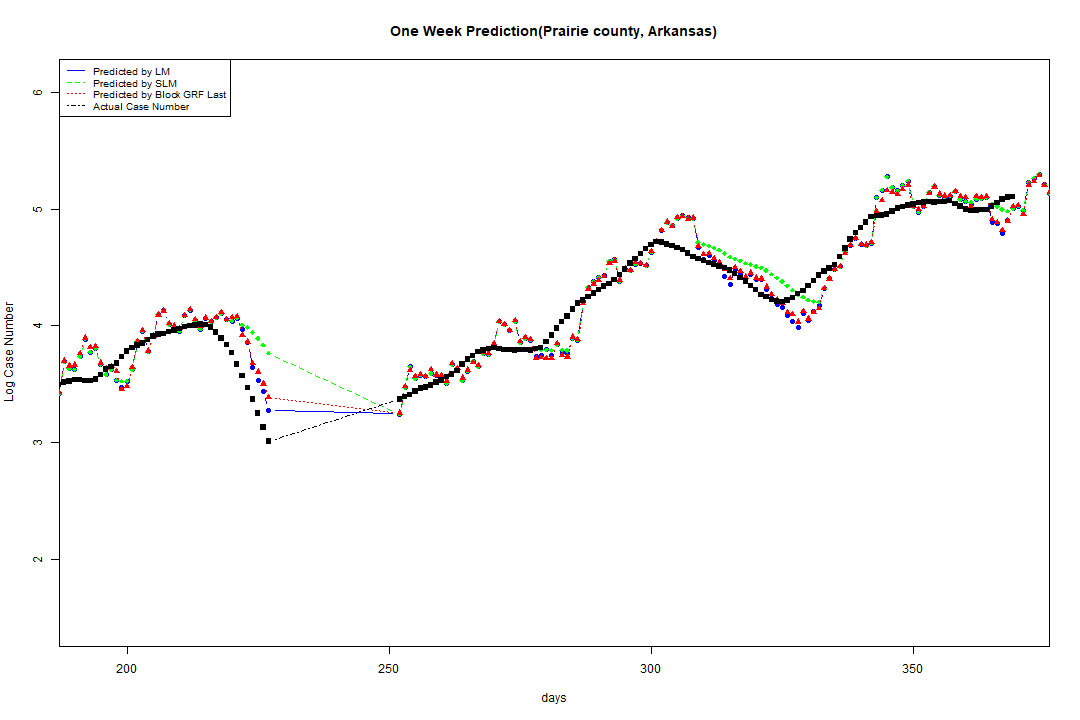 One Week Prediction(Prairie county, Arkansas)
Predicted by LM
Predicted by SLM
Predicted by Block GRF Last
Actual Case Number
6
5
4
3
2
Log Case Number
200
250
300
350
days